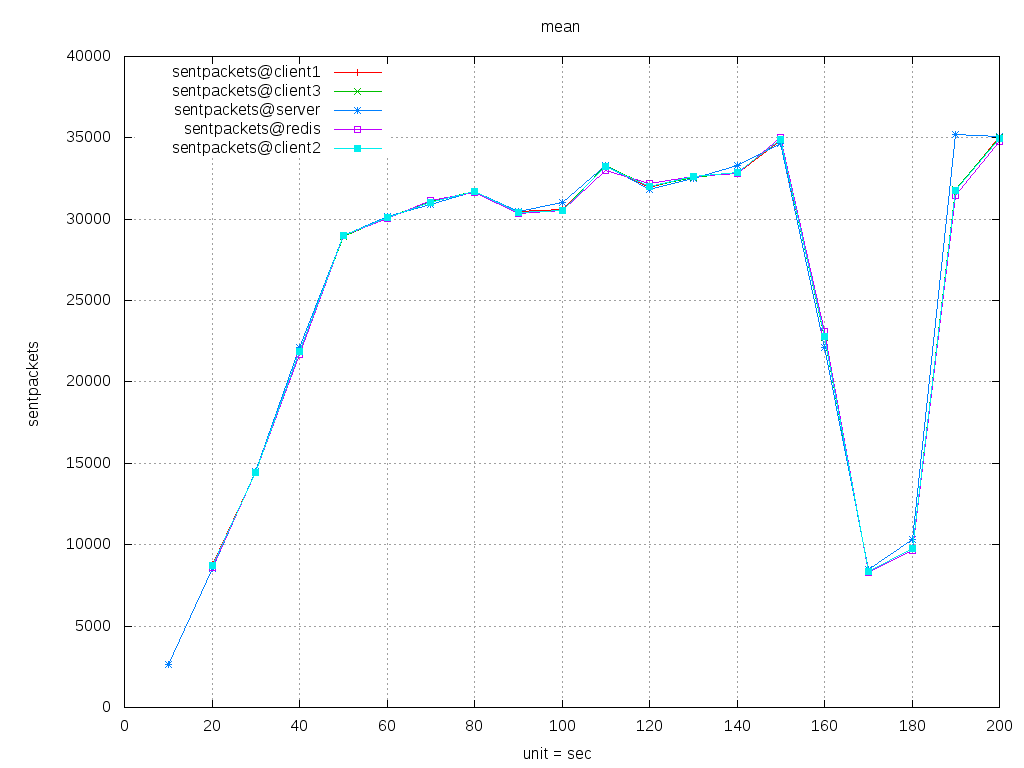 mean
40000
35000
30000
25000
20000
15000
10000
5000
0
sentpackets
sentpackets@client1
sentpackets@client3
sentpackets@server
sentpackets@redis
sentpackets@client2
0 20 40 60 80 100 120 140 160 180 200
unit = sec